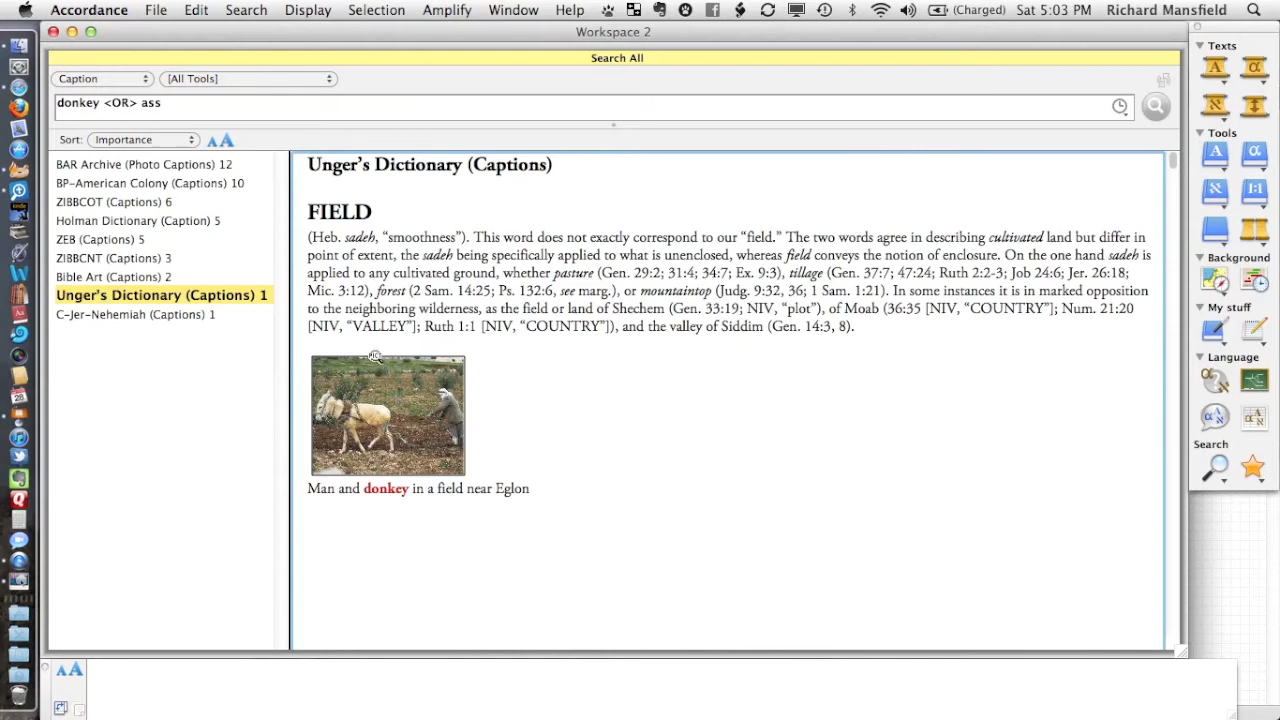 Accordance File Edit Search Display Selection Amplify Window Help (Charged) Sat 5:03 PM Richard Mansfield
Workspace 2
Search All
Caption [All Tools]
donkey <OR> ass
Sort: Importance AA
BAR Archive (Photo Captions) 12
BP-American Colony (Captions) 10
ZIBBCOT (Captions) 6
Holman Dictionary (Caption) 5
ZEB (Captions) 5
ZIBBCNT (Captions) 3
Bible Art (Captions) 2
Unger's Dictionary (Captions) 1
C-Jer-Nehemiah (Captions) 1
Unger's Dictionary (Captions)
FIELD
(Heb. sadeh, “smoothness”). This word does not exactly correspond to our “field.” The two words agree in describing cultivated land but differ in
point of extent, the sadeh being specifically applied to what is unenclosed, whereas field conveys the notion of enclosure. On the one hand sadeh is
applied to any cultivated ground, whether pasture (Gen. 29:2; 31:4; 34:7; Ex. 9:3), tillage (Gen. 37:7; 47:24; Ruth 2:2-3; Job 24:6; Jer. 26:18;
Mic. 3:12), forest (2 Sam. 14:25; Ps. 132:6, see marg.), or mountaintop (Judg. 9:32, 36; 1 Sam. 1:21). In some instances it is in marked opposition
to the neighboring wilderness, as the field or land of Shechem (Gen. 33:19; NIV, “plot”), of Moab (36:35 [NIV, “COUNTRY”]; Num. 21:20
[NIV, “VALLEY”]; Ruth 1:1 [NIV, “COUNTRY”]), and the valley of Siddim (Gen. 14:3, 8).
Man and donkey in a field near Eglon
Texts
A α
א
Tools
A α
א 1:1
Background
My stuff
Language
Search
AA